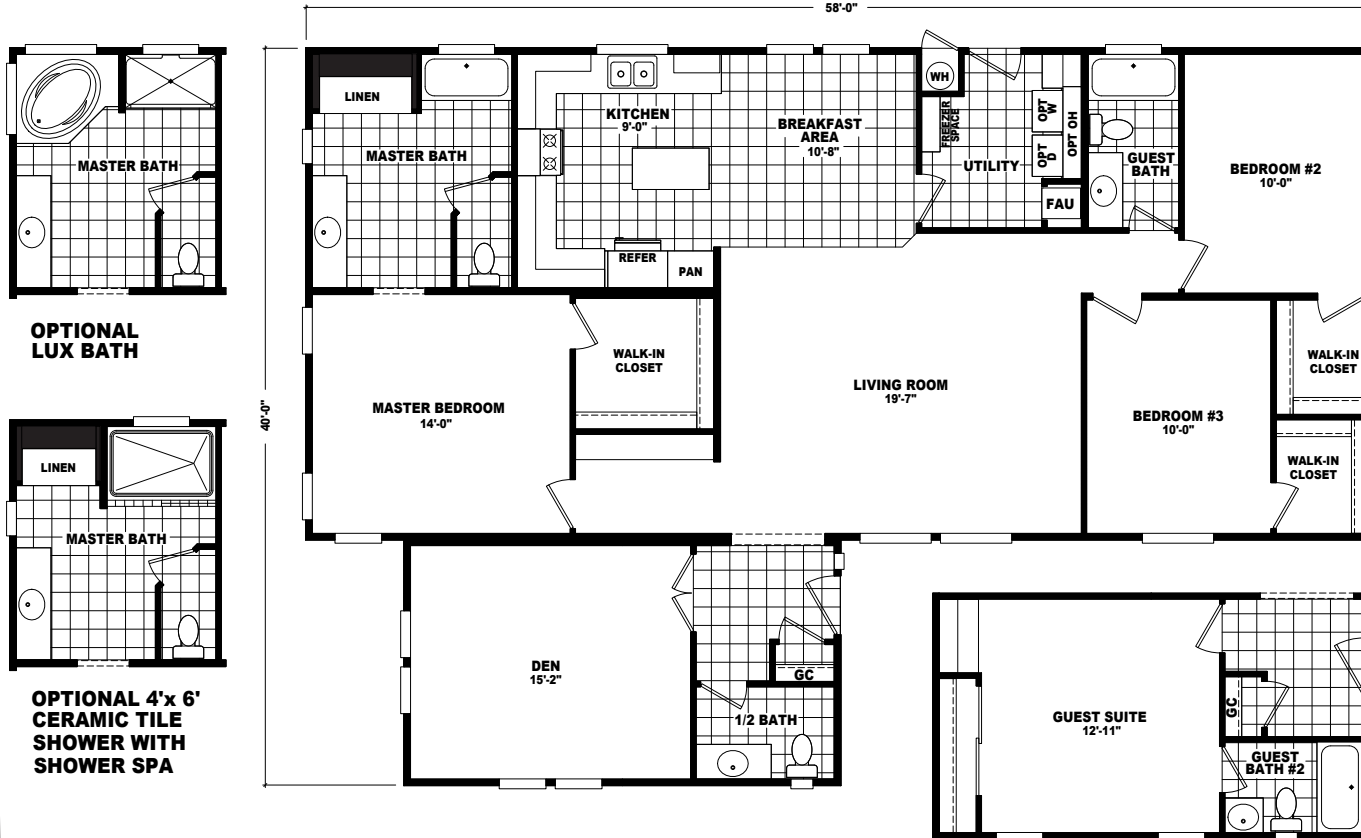 58'-0"
40'-0"
MASTER BATH
OPTIONAL
LUX BATH
LINEN
MASTER BATH
OPTIONAL 4'x 6'
CERAMIC TILE
SHOWER WITH
SHOWER SPA
LINEN
MASTER BATH
KITCHEN
9'-0"
REFER
PAN
BREAKFAST
AREA
10'-8"
WH
FREEZER
SPACE
UTILITY
OPT
W
OPT
D
OPT OH
FAU
GUEST
BATH
BEDROOM #2
10'-0"
WALK-IN
CLOSET
MASTER BEDROOM
14'-0"
WALK-IN
CLOSET
LIVING ROOM
19'-7"
BEDROOM #3
10'-0"
WALK-IN
CLOSET
DEN
15'-2"
GC
1/2 BATH
GUEST SUITE
12'-11"
GC
GUEST
BATH #2